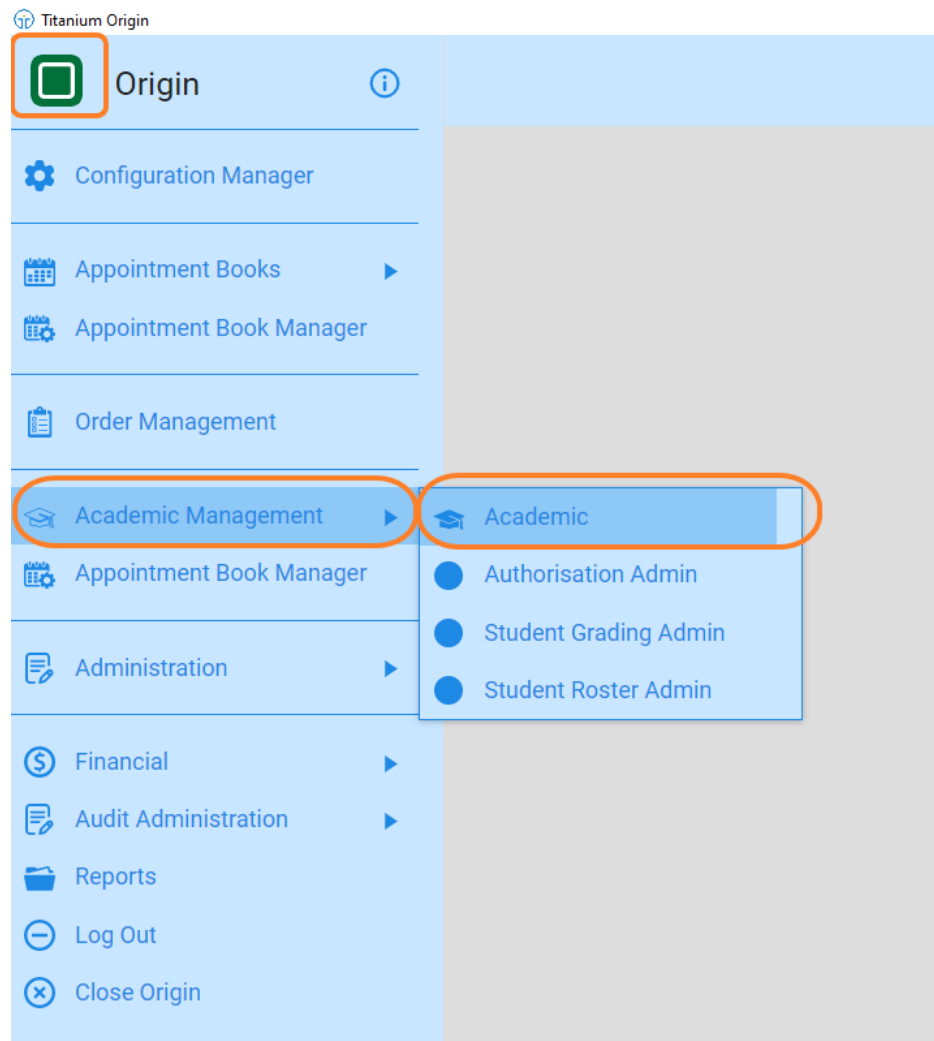 Titanium Origin
Origin
Configuration Manager
Appointment Books
Appointment Book Manager
Order Management
Academic Management
Appointment Book Manager
Administration
Financial
Audit Administration
Reports
Log Out
Close Origin
Academic
Authorisation Admin
Student Grading Admin
Student Roster Admin